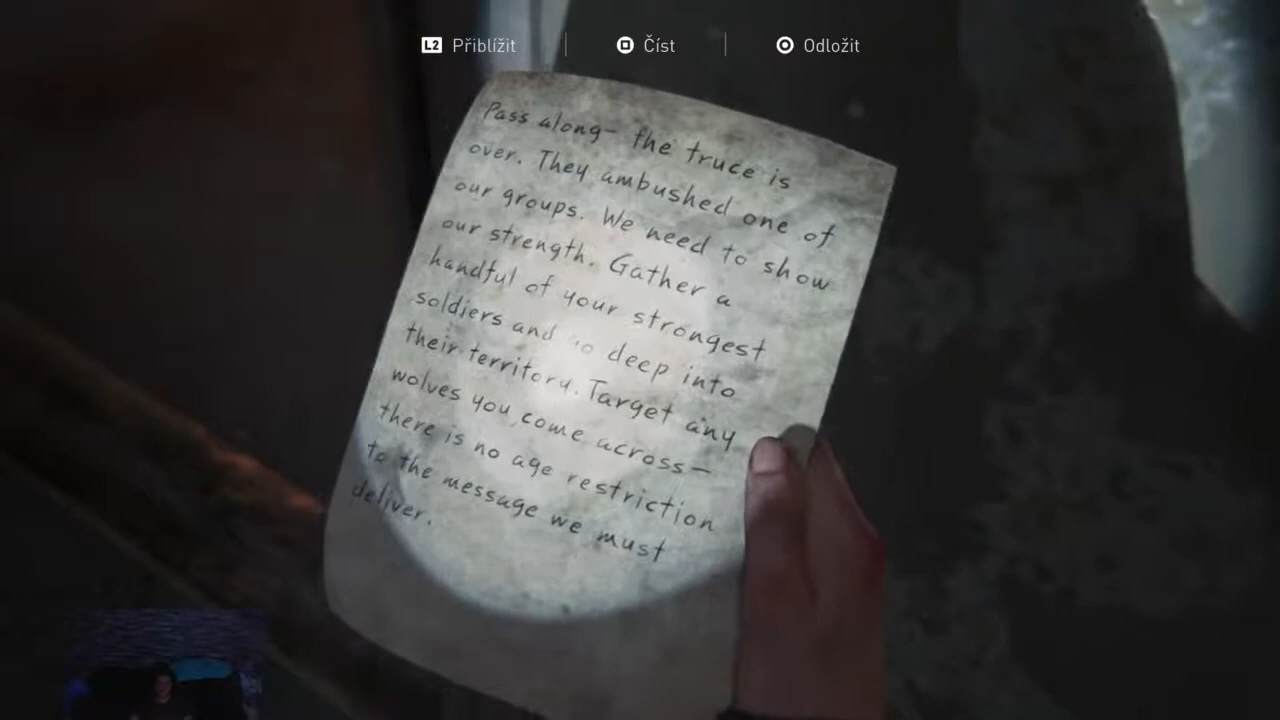 L2 Přiblížit Číst Odložit
Pass along- the truce is
over. They ambushed one of
our groups. We need to show
our strength. Gather a
handful of your strongest
soldiers and go deep into
their territory. Target any
wolves you come across—
there is no age restriction
to the message we must
deliver.